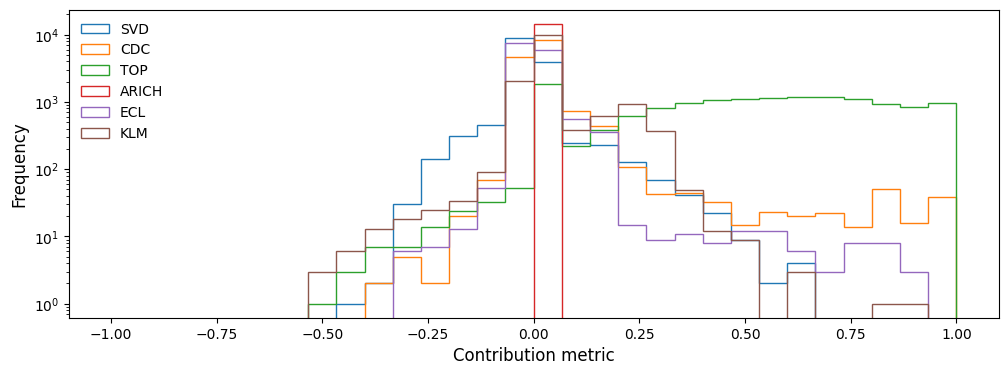 SVD
CDC
TOP
ARICH
ECL
KLM
Frequency
10⁴
10³
10²
10¹
10⁰
−1.00 −0.75 −0.50 −0.25 0.00 0.25 0.50 0.75 1.00
Contribution metric